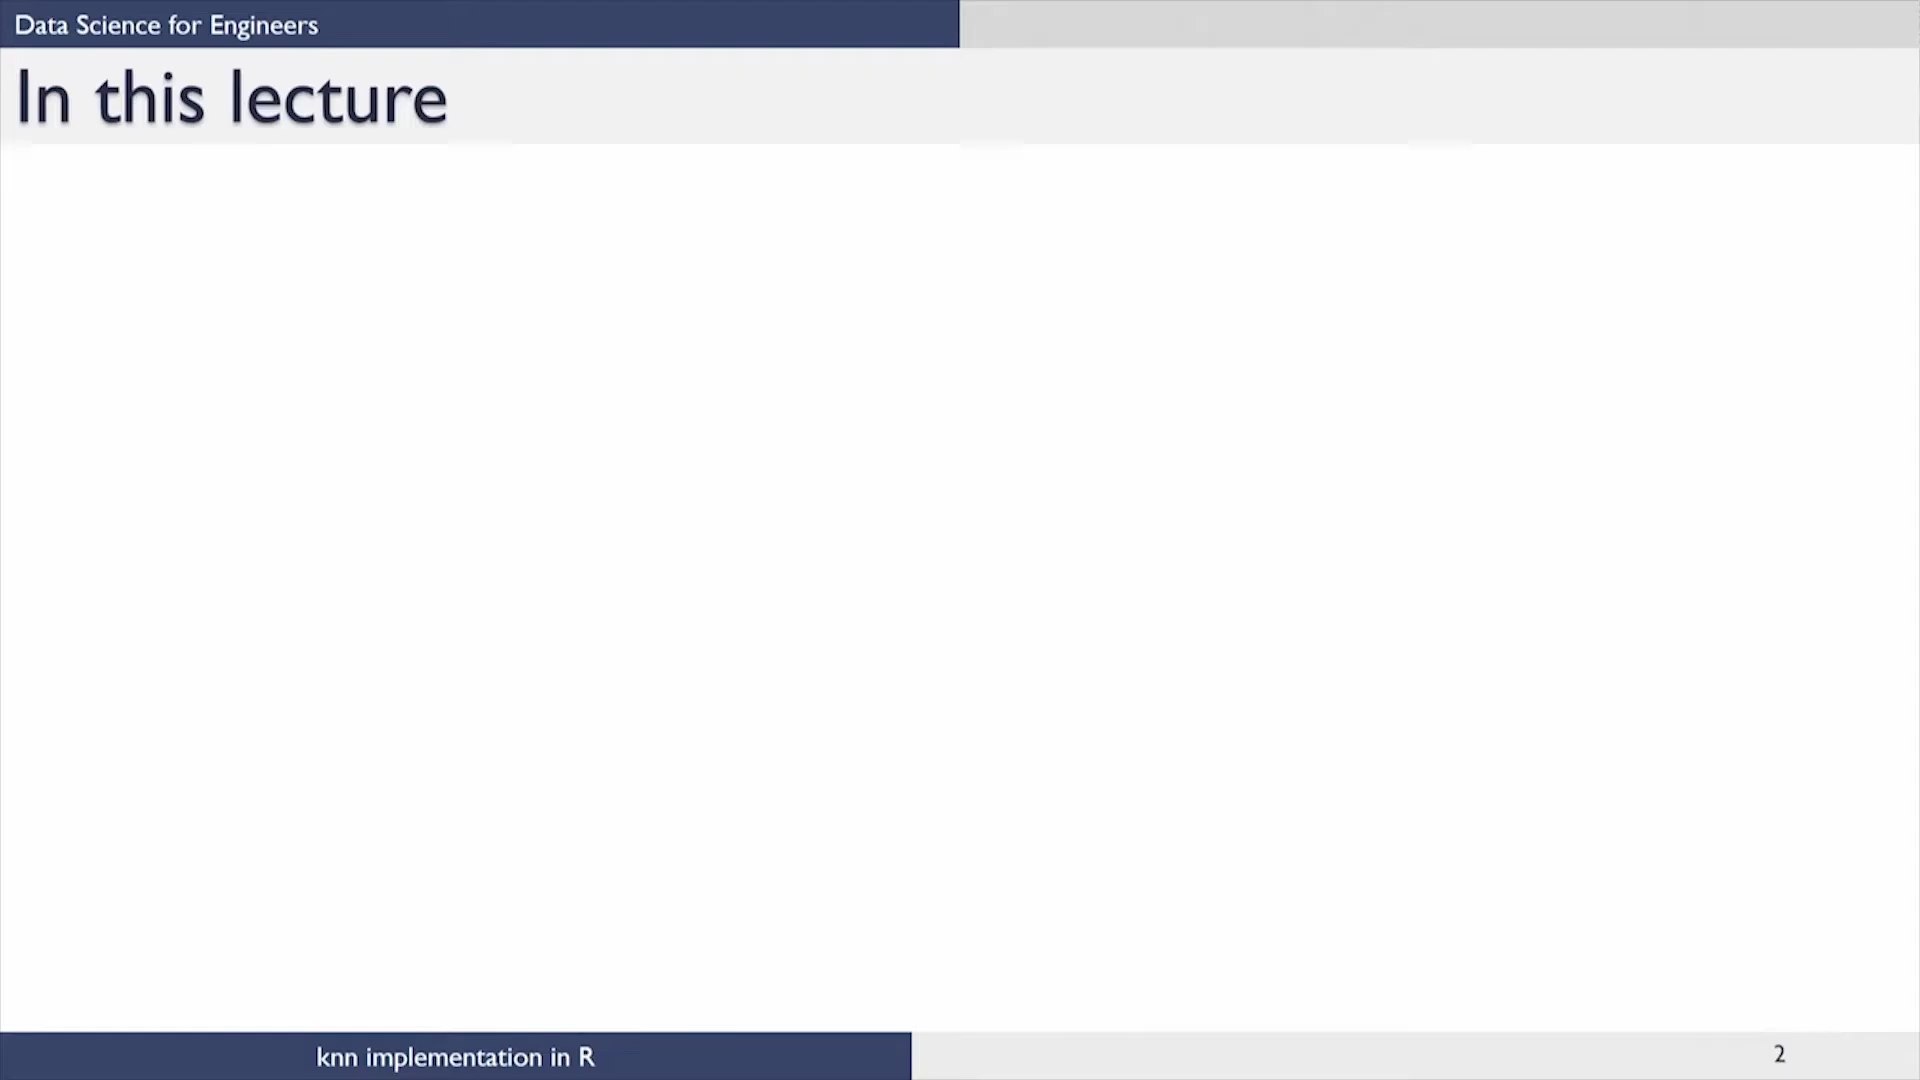 Data Science for Engineers
In this lecture
knn implementation in R
2